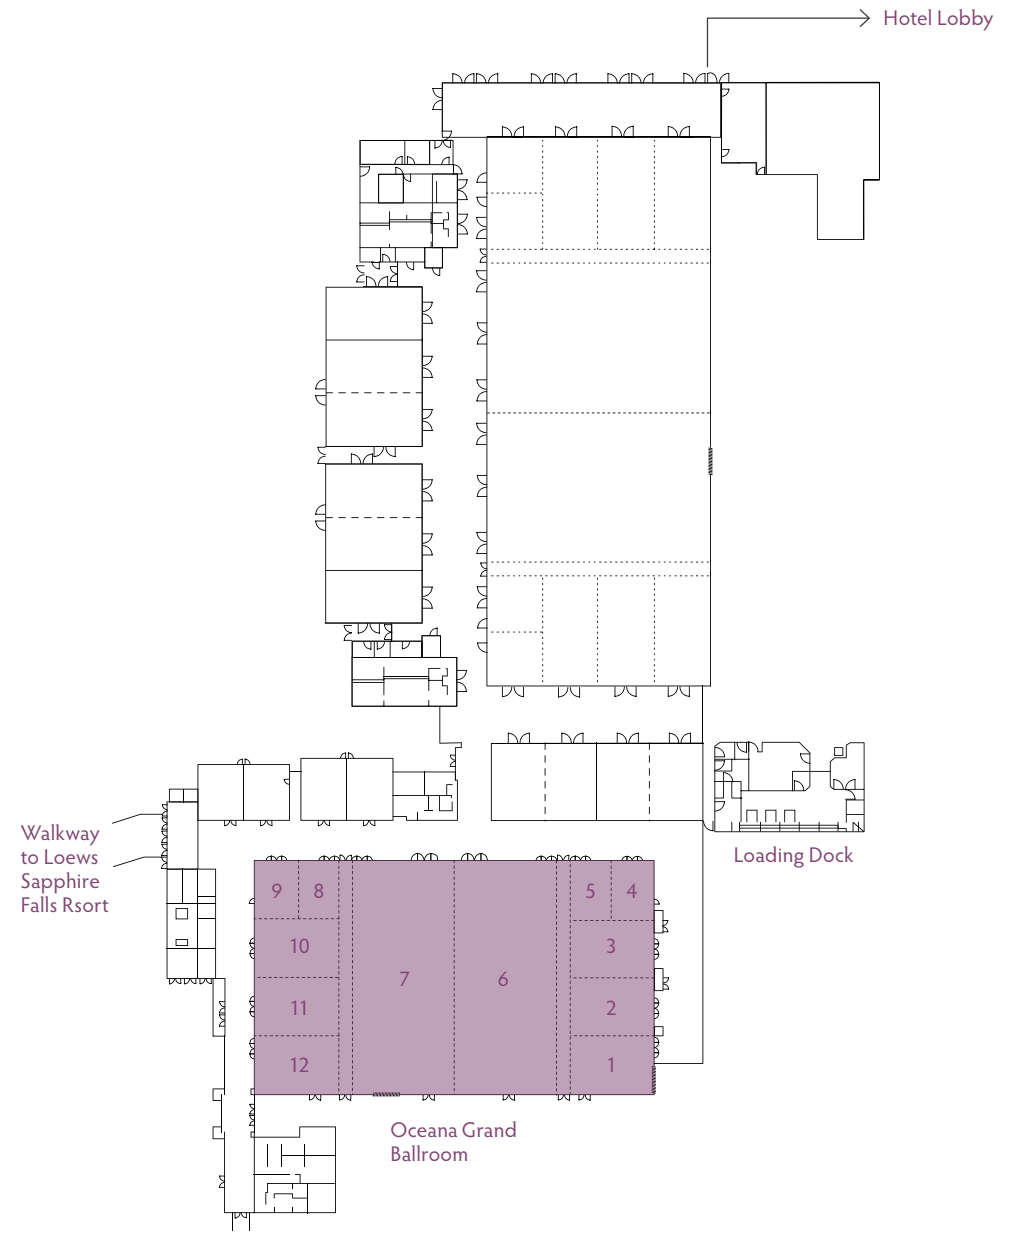 Hotel Lobby
Walkway
to Loews
Sapphire
Falls Rsort
Loading Dock
9 8 5 4
10 3
7 6
11 2
12 1
Oceana Grand
Ballroom